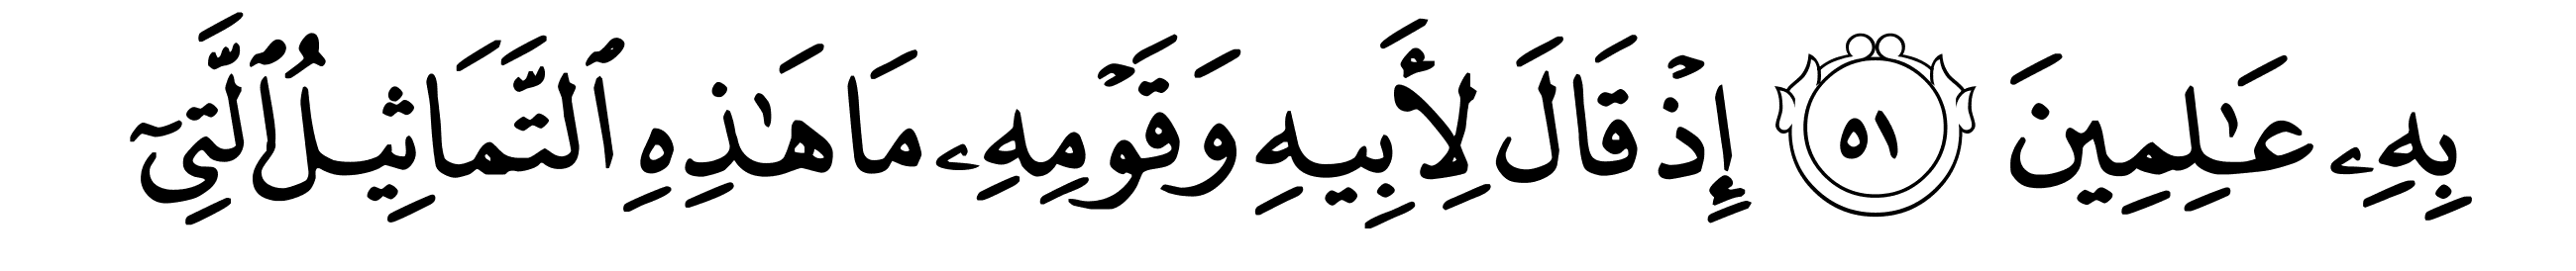 بِهِۦ عَـٰلِمِينَ ٥١ إِذْ قَالَ لِأَبِيهِ وَقَوْمِهِۦ مَا هَـٰذِهِ ٱلتَّمَاثِيلُ ٱلَّتِىٓ